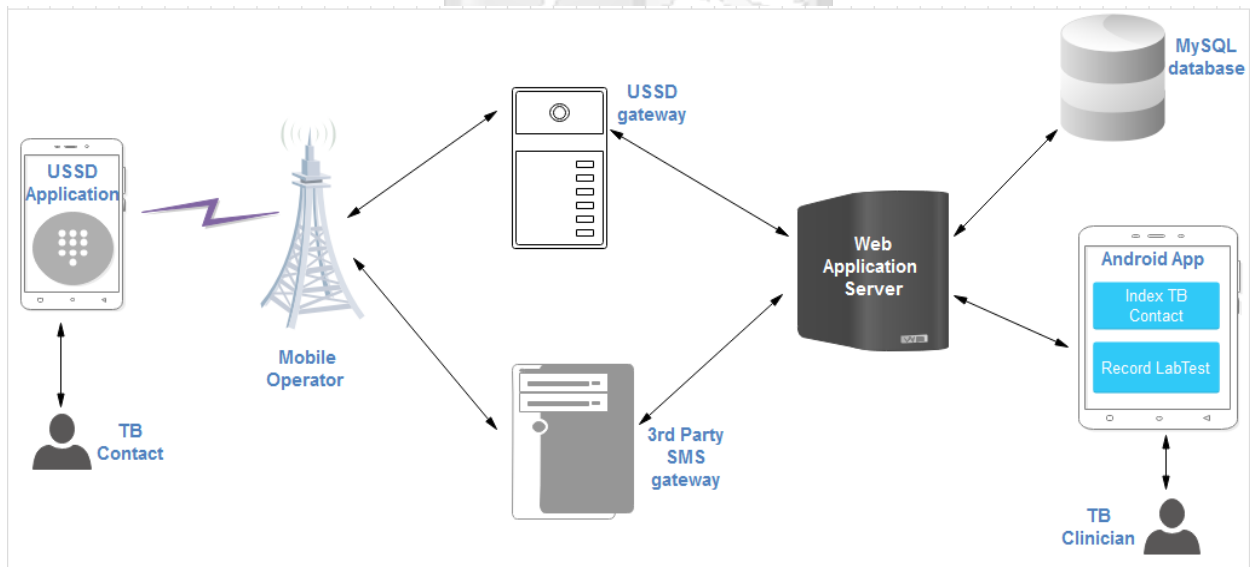 MySQL
database
USSD
gateway
USSD
Application
Web
Application
Server
Android App
Index TB
Contact
Mobile
Operator
Record LabTest
TB
Contact
3rd Party
SMS
gateway
TB
Clinician